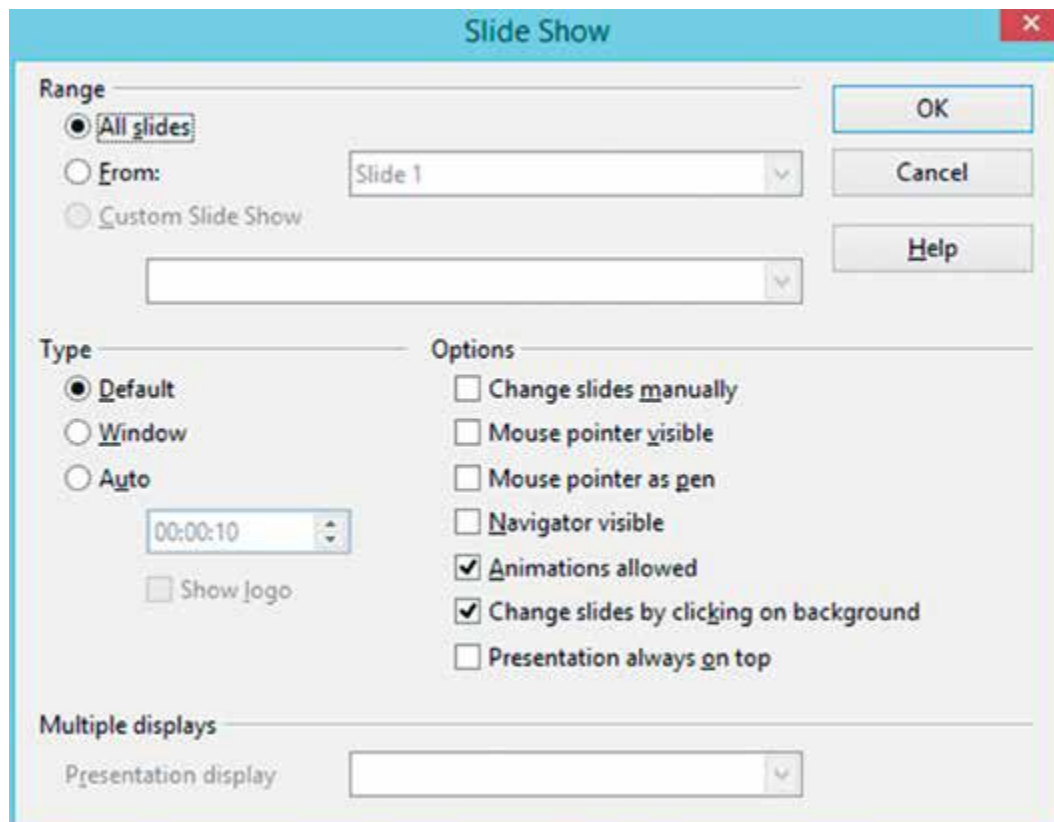 Slide Show
Range
All slides
OK
From:
Slide 1
Cancel
Custom Slide Show
Help
Type
Options
Default
Change slides manually
Window
Mouse pointer visible
Auto
Mouse pointer as pen
00:00:10
Navigator visible
Show logo
Animations allowed
Change slides by clicking on background
Presentation always on top
Multiple displays
Presentation display